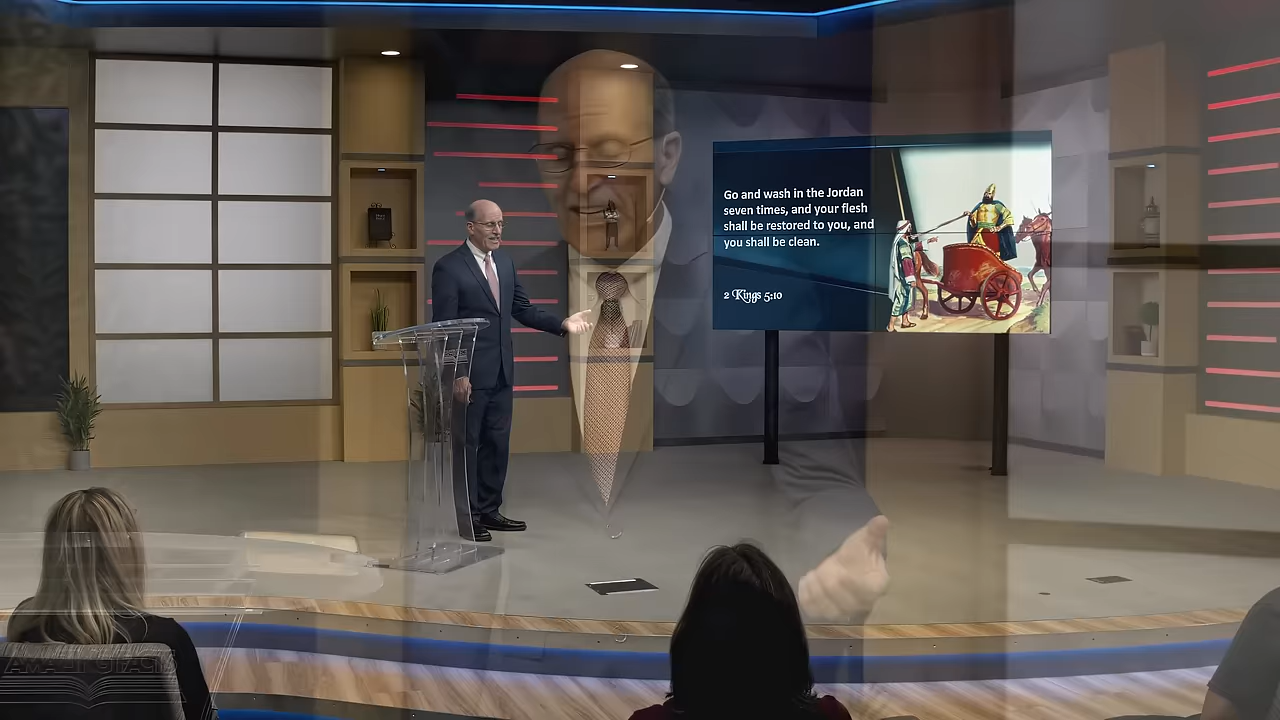 Go and wash in the Jordan
seven times, and your flesh
shall be restored to you, and
you shall be clean.
2 Kings 5:10